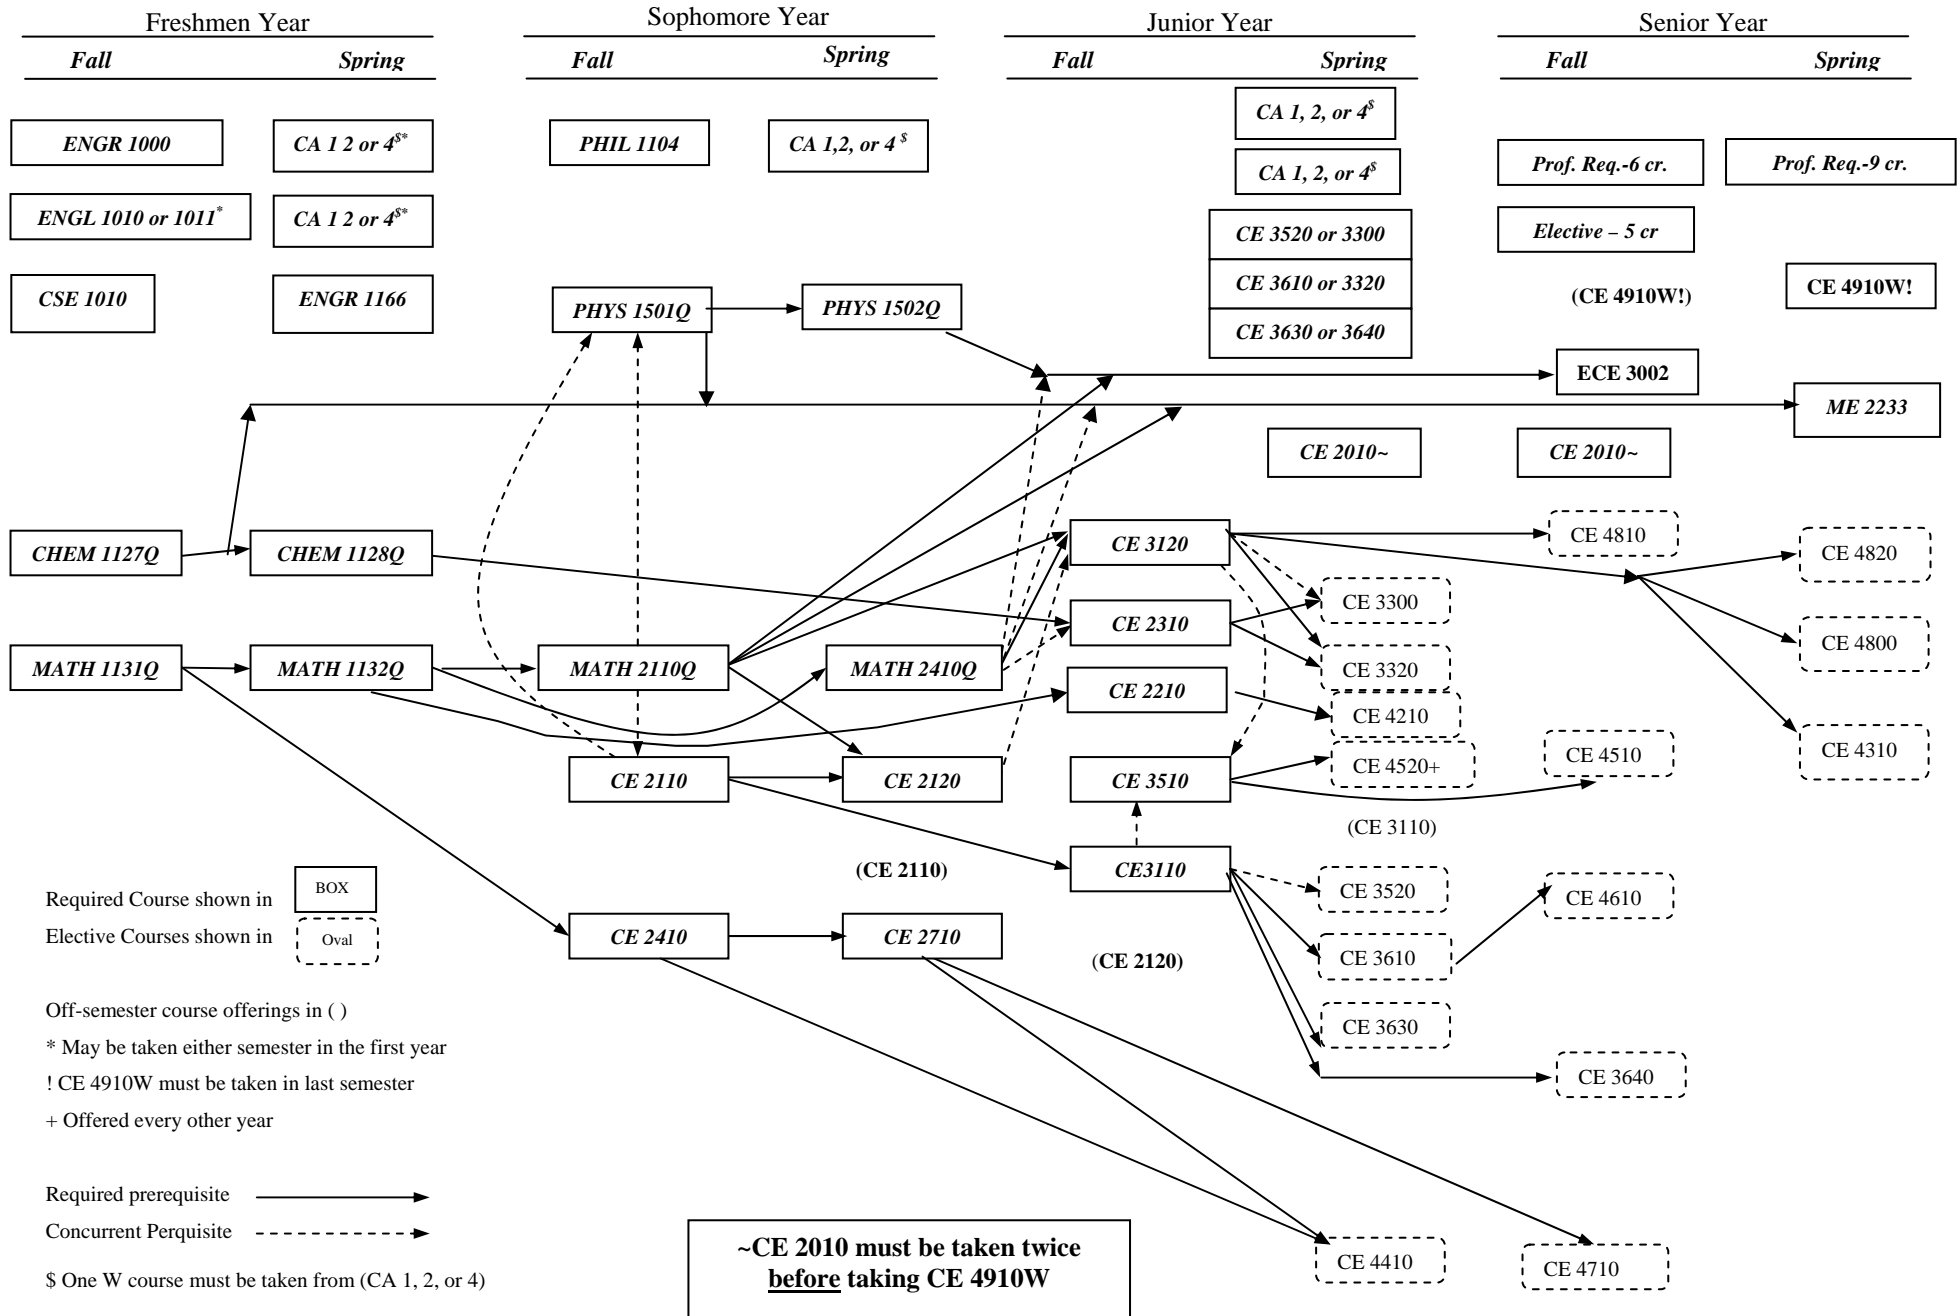 Freshmen Year
Sophomore Year
Junior Year
Senior Year
Fall
Spring
Fall
Spring
Fall
Spring
Fall
Spring
ENGR 1000
CA 1 2 or 4$*
PHIL 1104
CA 1,2, or 4 $
CA 1, 2, or 4$
CA 1, 2, or 4$
Prof. Req.-6 cr.
Prof. Req.-9 cr.
ENGL 1010 or 1011*
CA 1 2 or 4$*
CE 3520 or 3300
Elective – 5 cr
CSE 1010
ENGR 1166
PHYS 1501Q
PHYS 1502Q
CE 3610 or 3320
(CE 4910W!)
CE 4910W!
CE 3630 or 3640
ECE 3002
ME 2233
CE 2010~
CE 2010~
CHEM 1127Q
CHEM 1128Q
CE 3120
CE 4810
CE 4820
CE 2310
CE 3300
CE 4800
MATH 1131Q
MATH 1132Q
MATH 2110Q
MATH 2410Q
CE 3320
CE 2210
CE 4210
CE 2110
CE 2120
CE 3510
CE 4520+
CE 4510
CE 4310
(CE 3110)
(CE 2110)
CE3110
CE 3520
CE 4610
Required Course shown in
BOX
Elective Courses shown in
Oval
CE 2410
CE 2710
(CE 2120)
CE 3610
CE 3630
CE 3640
Off-semester course offerings in ( )
* May be taken either semester in the first year
! CE 4910W must be taken in last semester
+ Offered every other year
Required prerequisite
Concurrent Perquisite
$ One W course must be taken from (CA 1, 2, or 4)
~CE 2010 must be taken twice
before taking CE 4910W
CE 4410
CE 4710